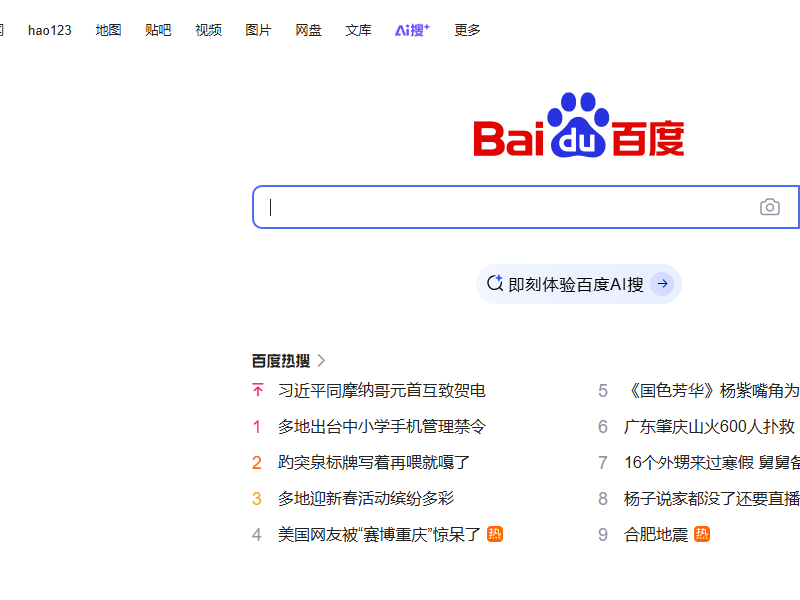 hao123 地图 贴吧 视频 图片 网盘 文库 Ai搜 更多
Bai du 百度
即刻体验百度AI搜
百度热搜
习近平同摩纳哥元首互致贺电
1 多地出台中小学手机管理禁令
2 趵突泉标牌写着再喂就嘎了
3 多地迎新春活动缤纷多彩
4 美国网友被“赛博重庆”惊呆了 热
5 《国色芳华》杨紫嘴角为
6 广东肇庆山火600人扑救
7 16个外甥来过寒假 舅舅备
8 杨子说家都没了还要直播
9 合肥地震 热